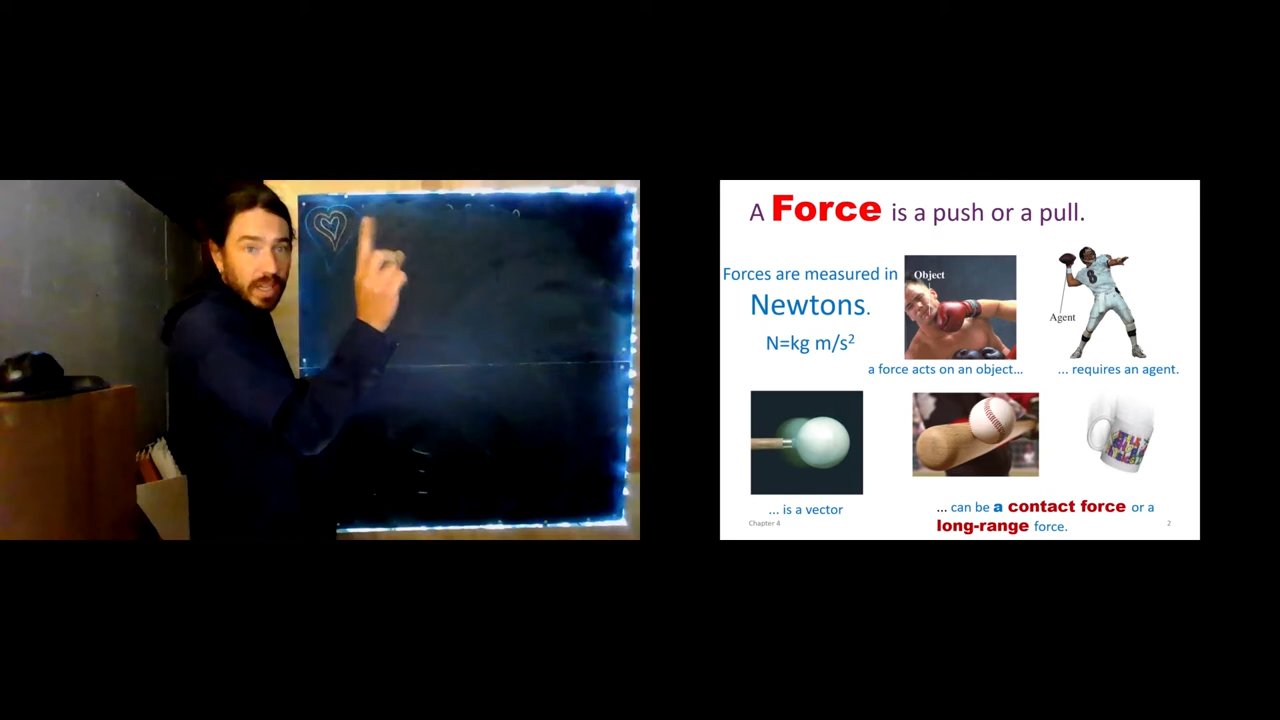 A Force is a push or a pull.
Forces are measured in
Newtons.
N=kg m/s²
Object
Agent
a force acts on an object...
... requires an agent.
... is a vector
... can be a contact force or a
long-range force.
Chapter 4
2